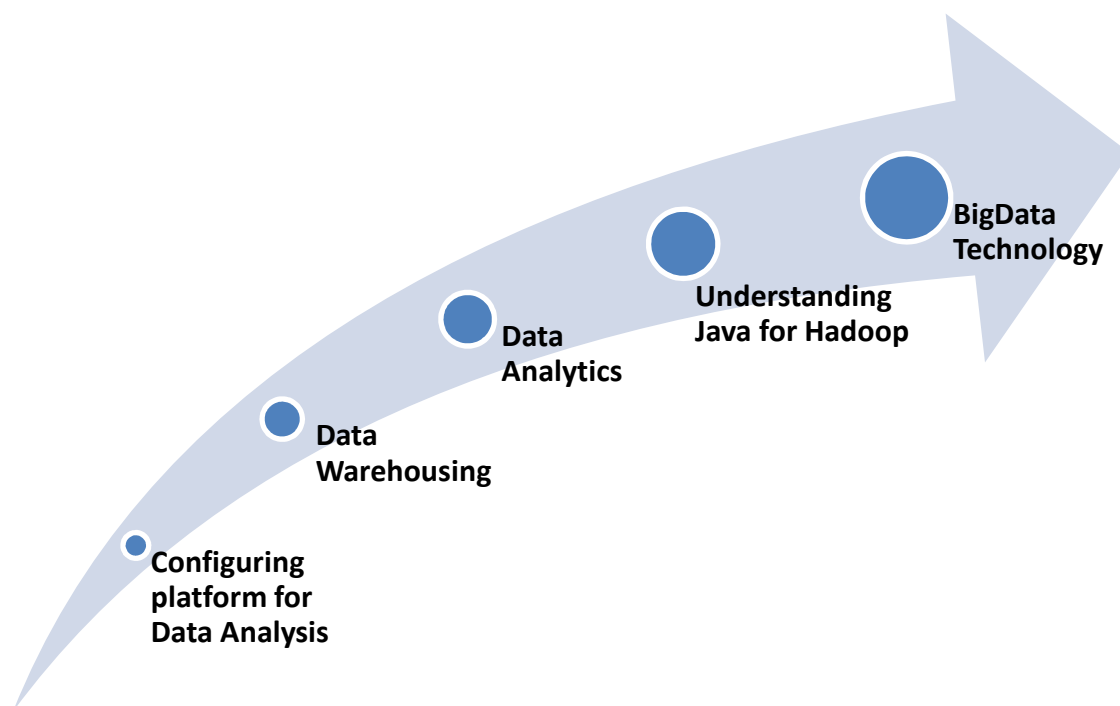 Configuring
platform for
Data Analysis
Data
Warehousing
Data
Analytics
Understanding
Java for Hadoop
BigData
Technology